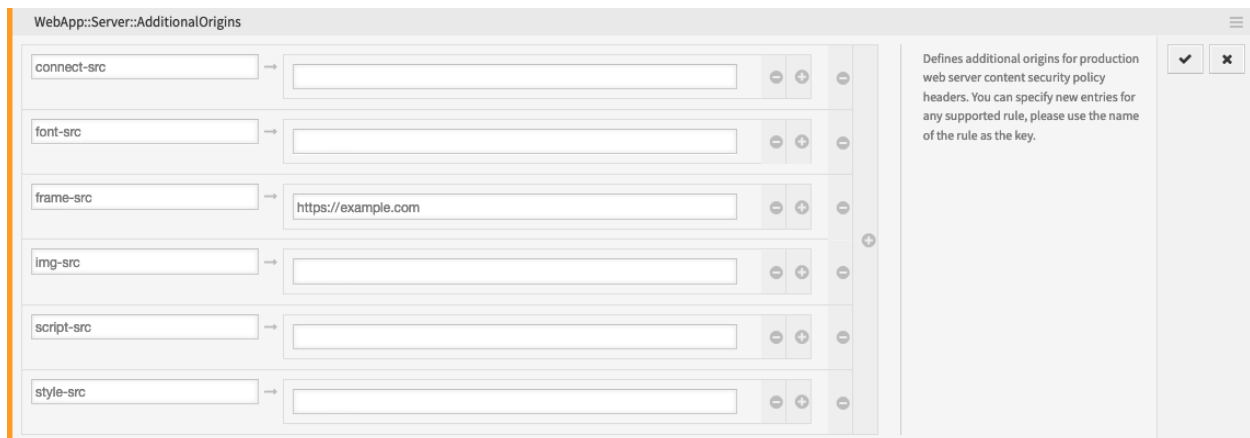 WebApp::Server::AdditionalOrigins
connect-src
font-src
frame-src
https://example.com
img-src
script-src
style-src
Defines additional origins for production
web server content security policy
headers. You can specify new entries for
any supported rule, please use the name
of the rule as the key.